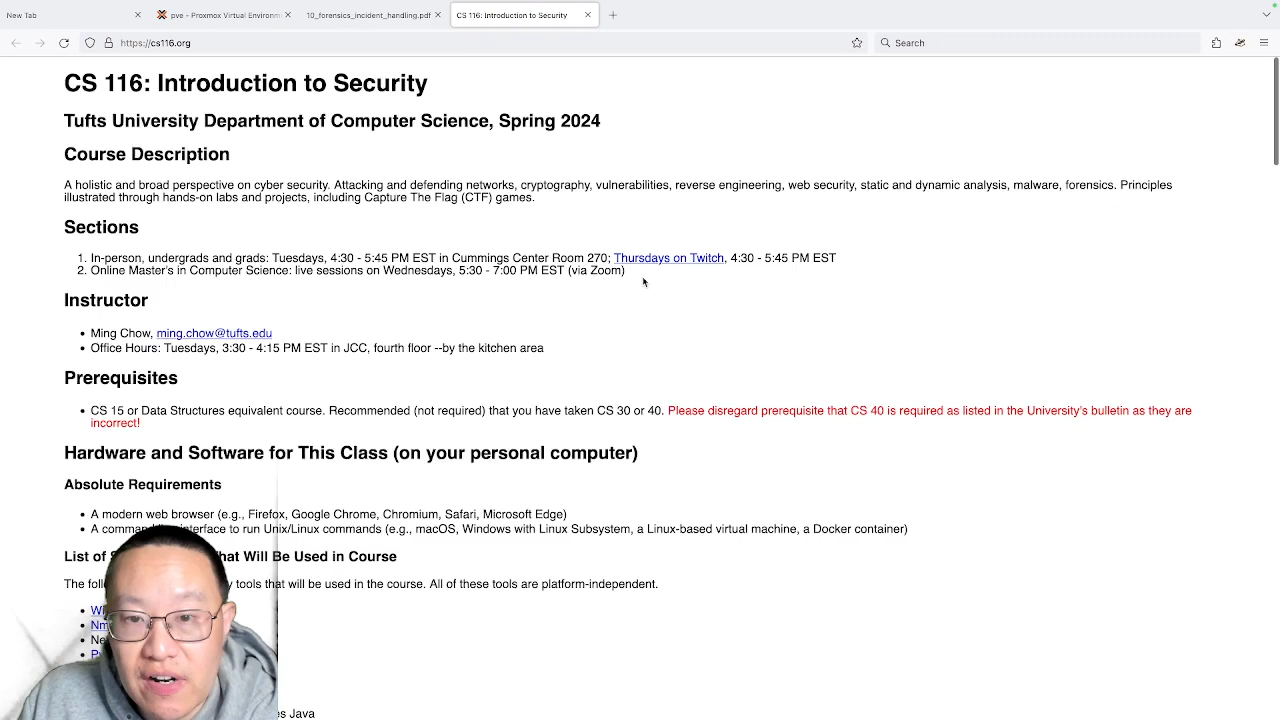 New Tab
pve - Proxmox Virtual Environm
10_forensics_incident_handling.pdf
CS 116: Introduction to Security
https://cs116.org
Search
CS 116: Introduction to Security
Tufts University Department of Computer Science, Spring 2024
Course Description
A holistic and broad perspective on cyber security. Attacking and defending networks, cryptography, vulnerabilities, reverse engineering, web security, static and dynamic analysis, malware, forensics. Principles
illustrated through hands-on labs and projects, including Capture The Flag (CTF) games.
Sections
1. In-person, undergrads and grads: Tuesdays, 4:30 - 5:45 PM EST in Cummings Center Room 270; Thursdays on Twitch, 4:30 - 5:45 PM EST
2. Online Master's in Computer Science: live sessions on Wednesdays, 5:30 - 7:00 PM EST (via Zoom)
Instructor
• Ming Chow, ming.chow@tufts.edu
• Office Hours: Tuesdays, 3:30 - 4:15 PM EST in JCC, fourth floor --by the kitchen area
Prerequisites
• CS 15 or Data Structures equivalent course. Recommended (not required) that you have taken CS 30 or 40. Please disregard prerequisite that CS 40 is required as listed in the University's bulletin as they are
incorrect!
Hardware and Software for This Class (on your personal computer)
Absolute Requirements
• A modern web browser (e.g., Firefox, Google Chrome, Chromium, Safari, Microsoft Edge)
• A command interface to run Unix/Linux commands (e.g., macOS, Windows with Linux Subsystem, a Linux-based virtual machine, a Docker container)
List of That Will Be Used in Course
The tools that will be used in the course. All of these tools are platform-independent.
Java